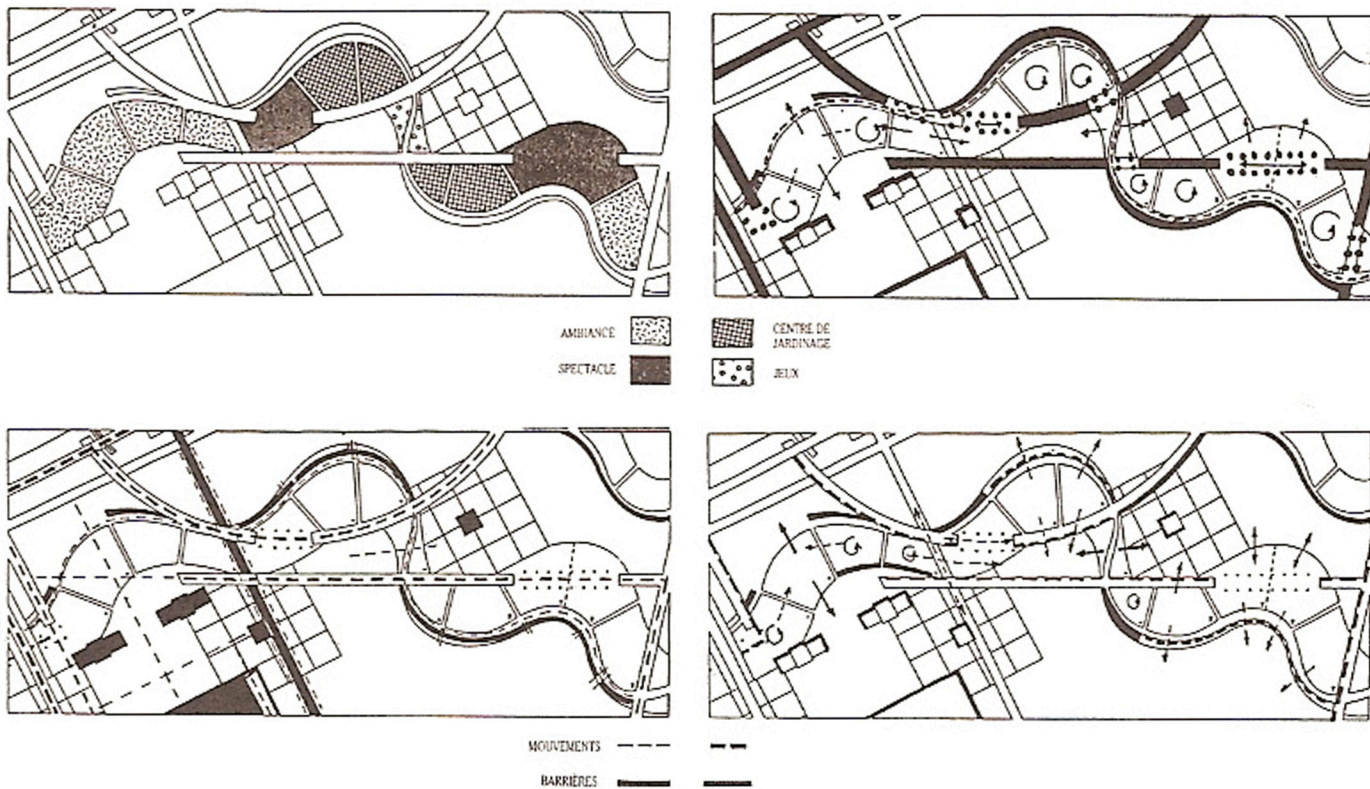 AMBIANCE
SPECTACLE
CENTRE DE
JARDINAGE
JEUX
MOUVEMENTS
BARRIÈRES